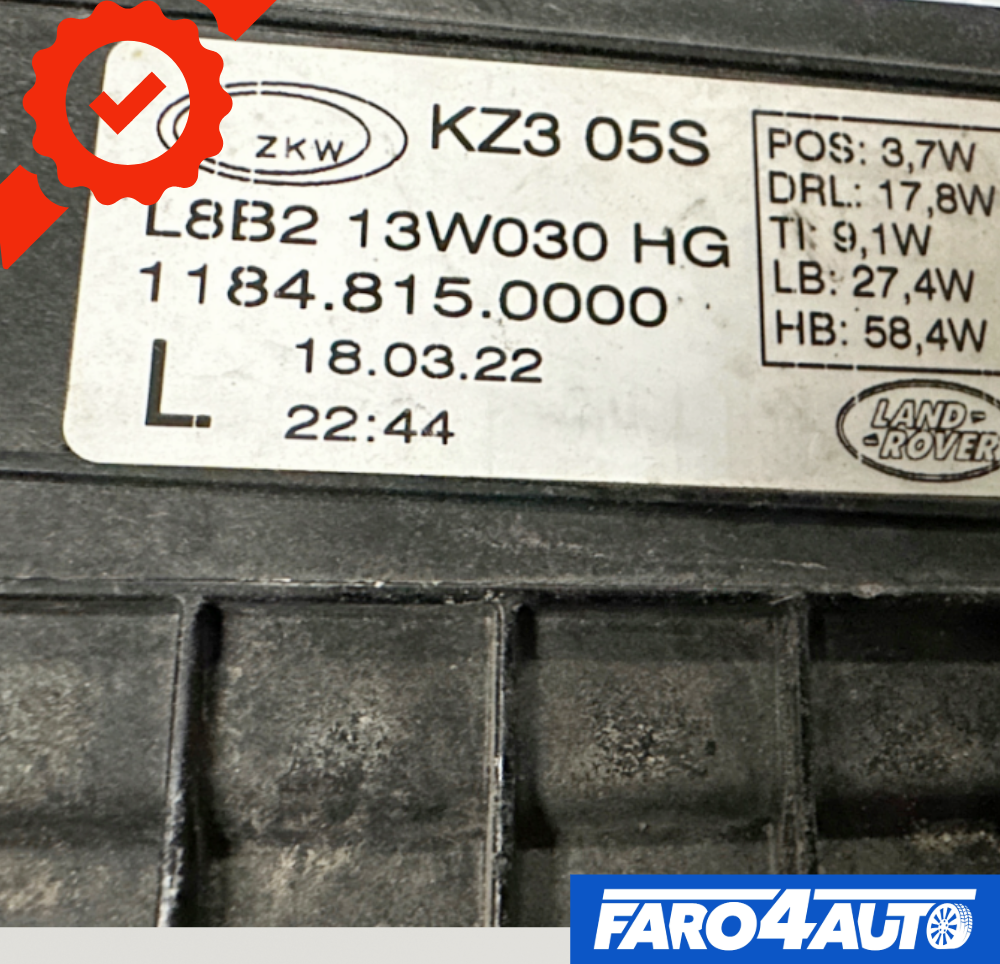 ZKW
KZ3 05S
L8B2 13W030 HG
1184.815.0000
L.
18.03.22
22:44
POS: 3,7W
DRL: 17,8W
TI: 9,1W
LB: 27,4W
HB: 58,4W
LAND-
-ROVER
FARO4AUTO